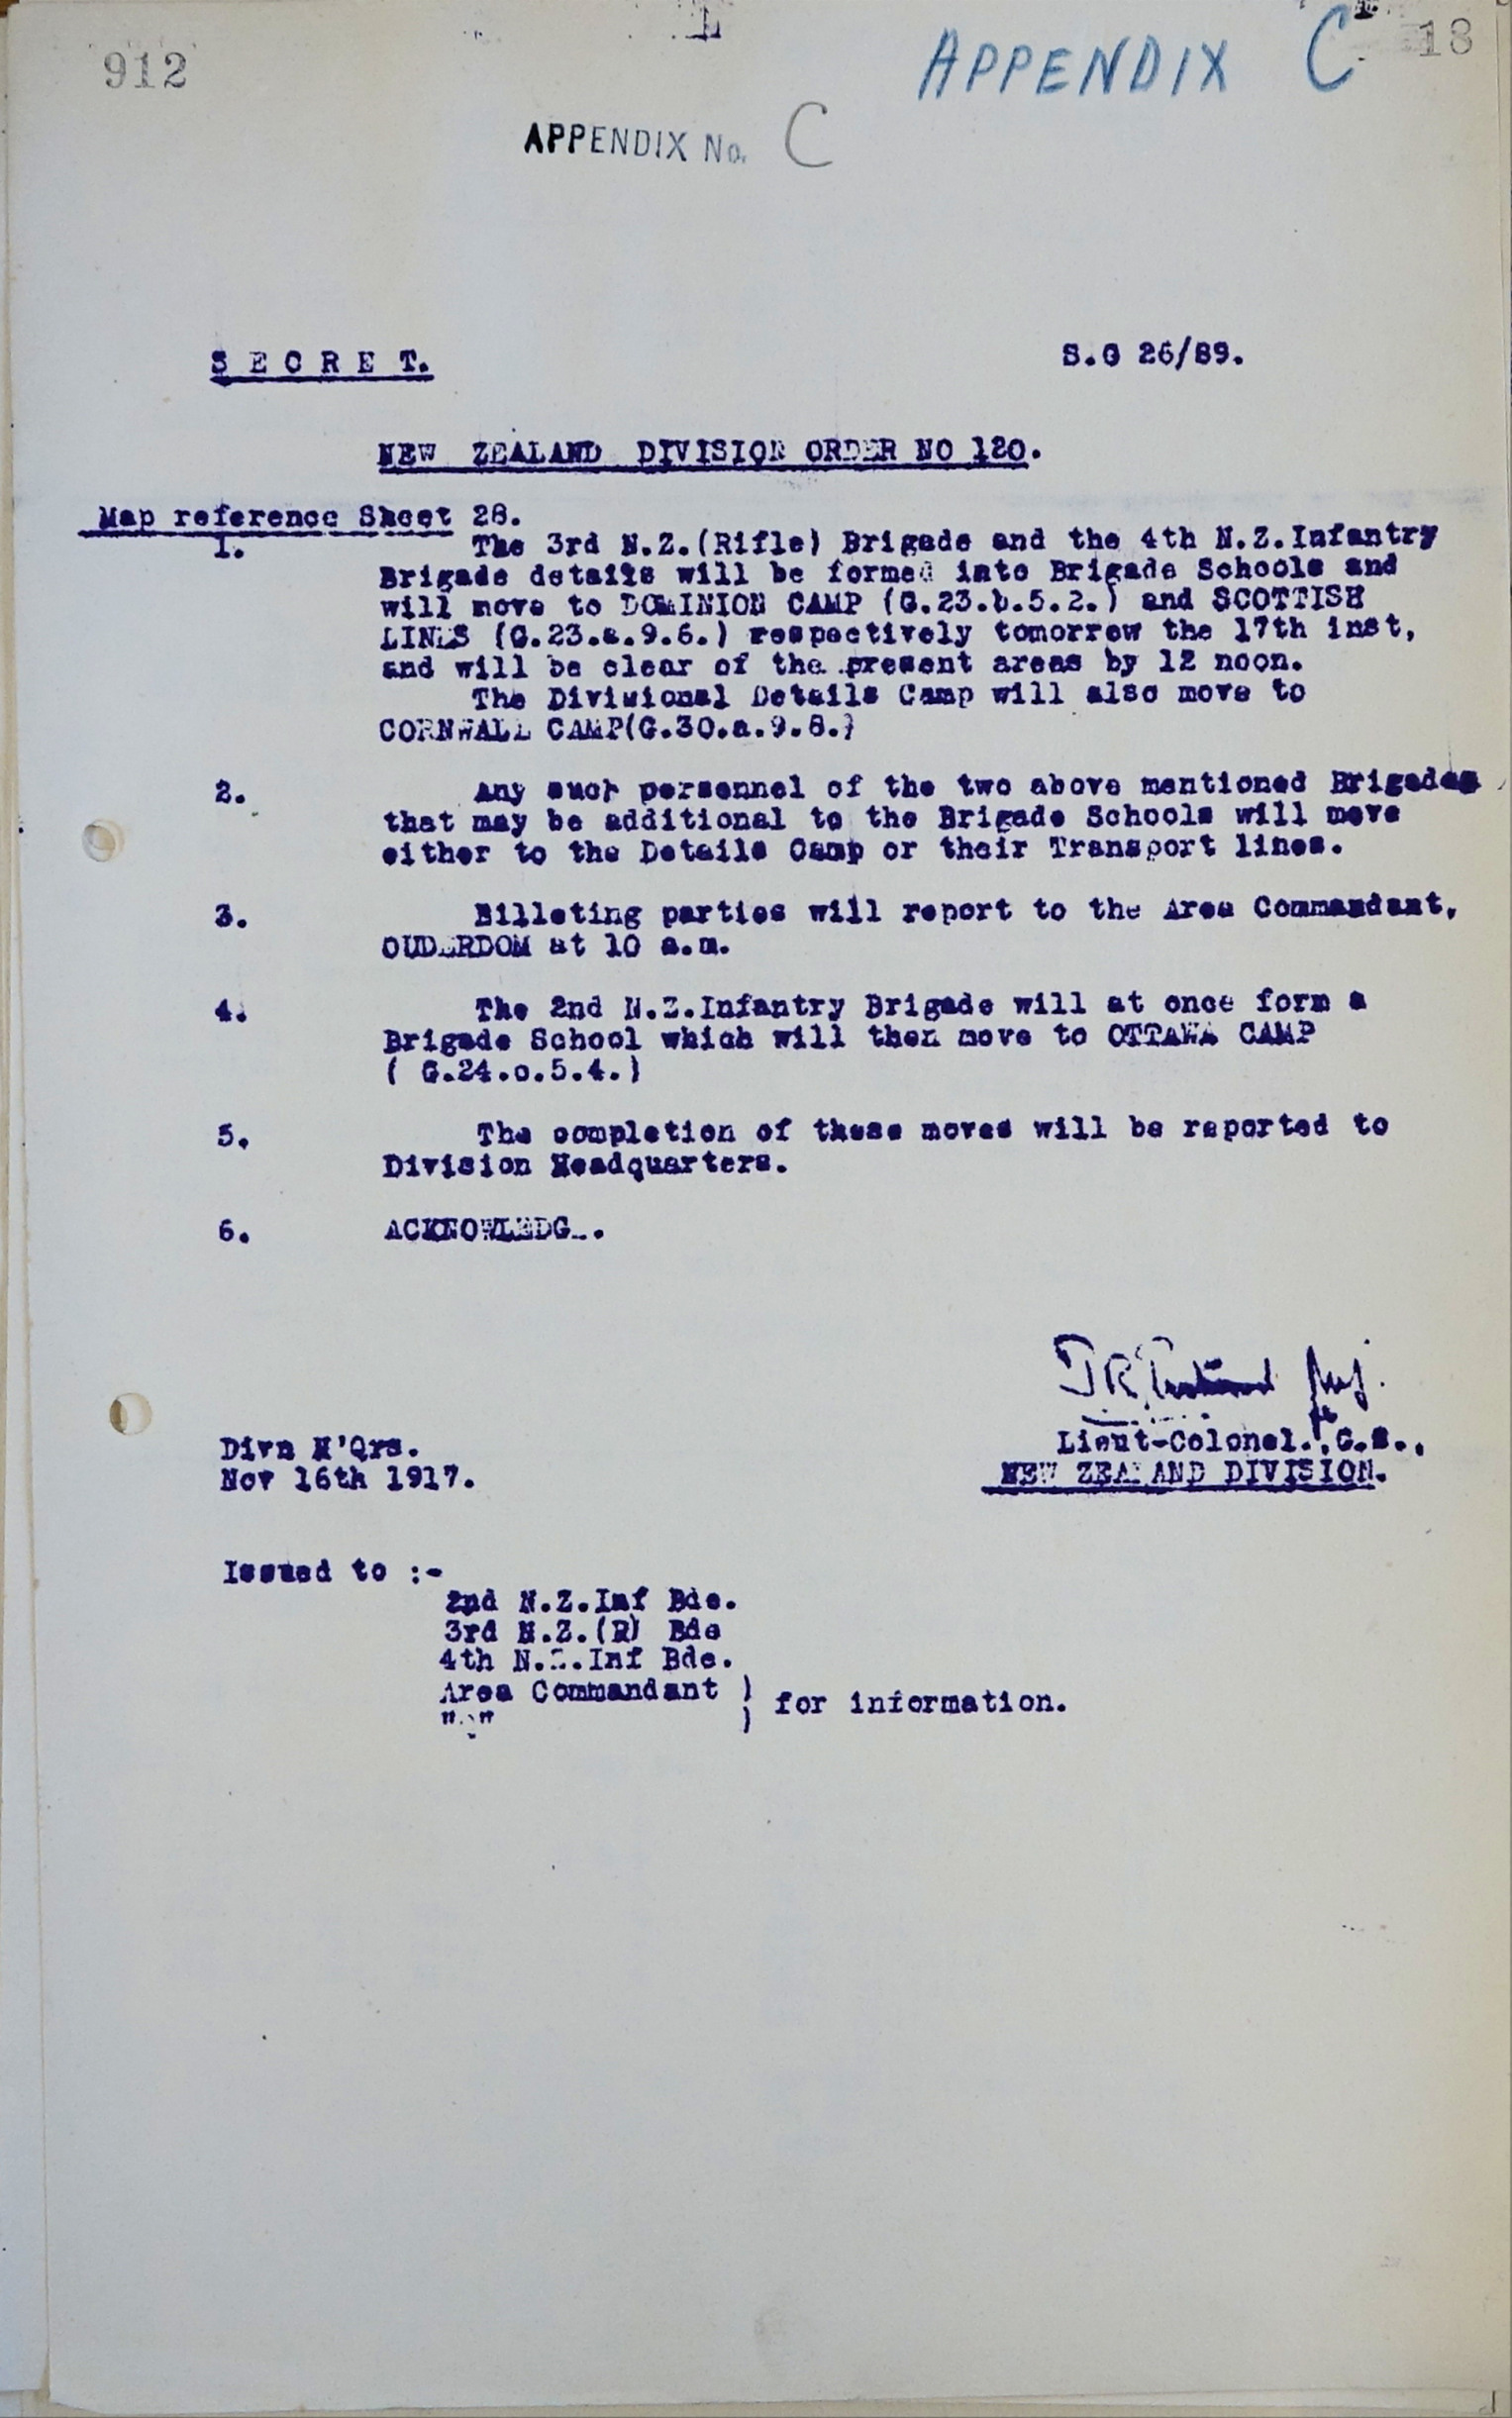 912
APPENDIX C
18
APPENDIX No. C
S E C R E T.
S.G 26/89.
NEW ZEALAND DIVISION ORDER NO 120.
Map reference Sheet 28.
1. The 3rd N.Z.(Rifle) Brigade and the 4th N.Z.Infantry
Brigade details will be formed into Brigade Schools and
will move to DOMINION CAMP (G.23.b.5.2.) and SCOTTISH
LINES (G.23.a.9.6.) respectively tomorrow the 17th inst,
and will be clear of the present areas by 12 noon.
The Divisional Details Camp will also move to
CORNWALL CAMP(G.30.a.9.8.)
2. Any such personnel of the two above mentioned Brigades
that may be additional to the Brigade Schools will move
either to the Details Camp or their Transport lines.
3. Billeting parties will report to the Area Commandant,
OUDERDOM at 10 a.m.
4. The 2nd N.Z.Infantry Brigade will at once form a
Brigade School which will then move to OTTAWA CAMP
( G.24.c.5.4.)
5. The completion of these moves will be reported to
Division Headquarters.
6. ACKNOWLEDGE.
Maj.
Lieut-Colonel.,G.S.,
Divn H'Qrs.
NEW ZEALAND DIVISION.
Nov 16th 1917.
Issued to :-
2nd N.Z.Inf Bde.
3rd N.Z.(R) Bde
4th N.Z.Inf Bde.
Area Commandant )
) for information.